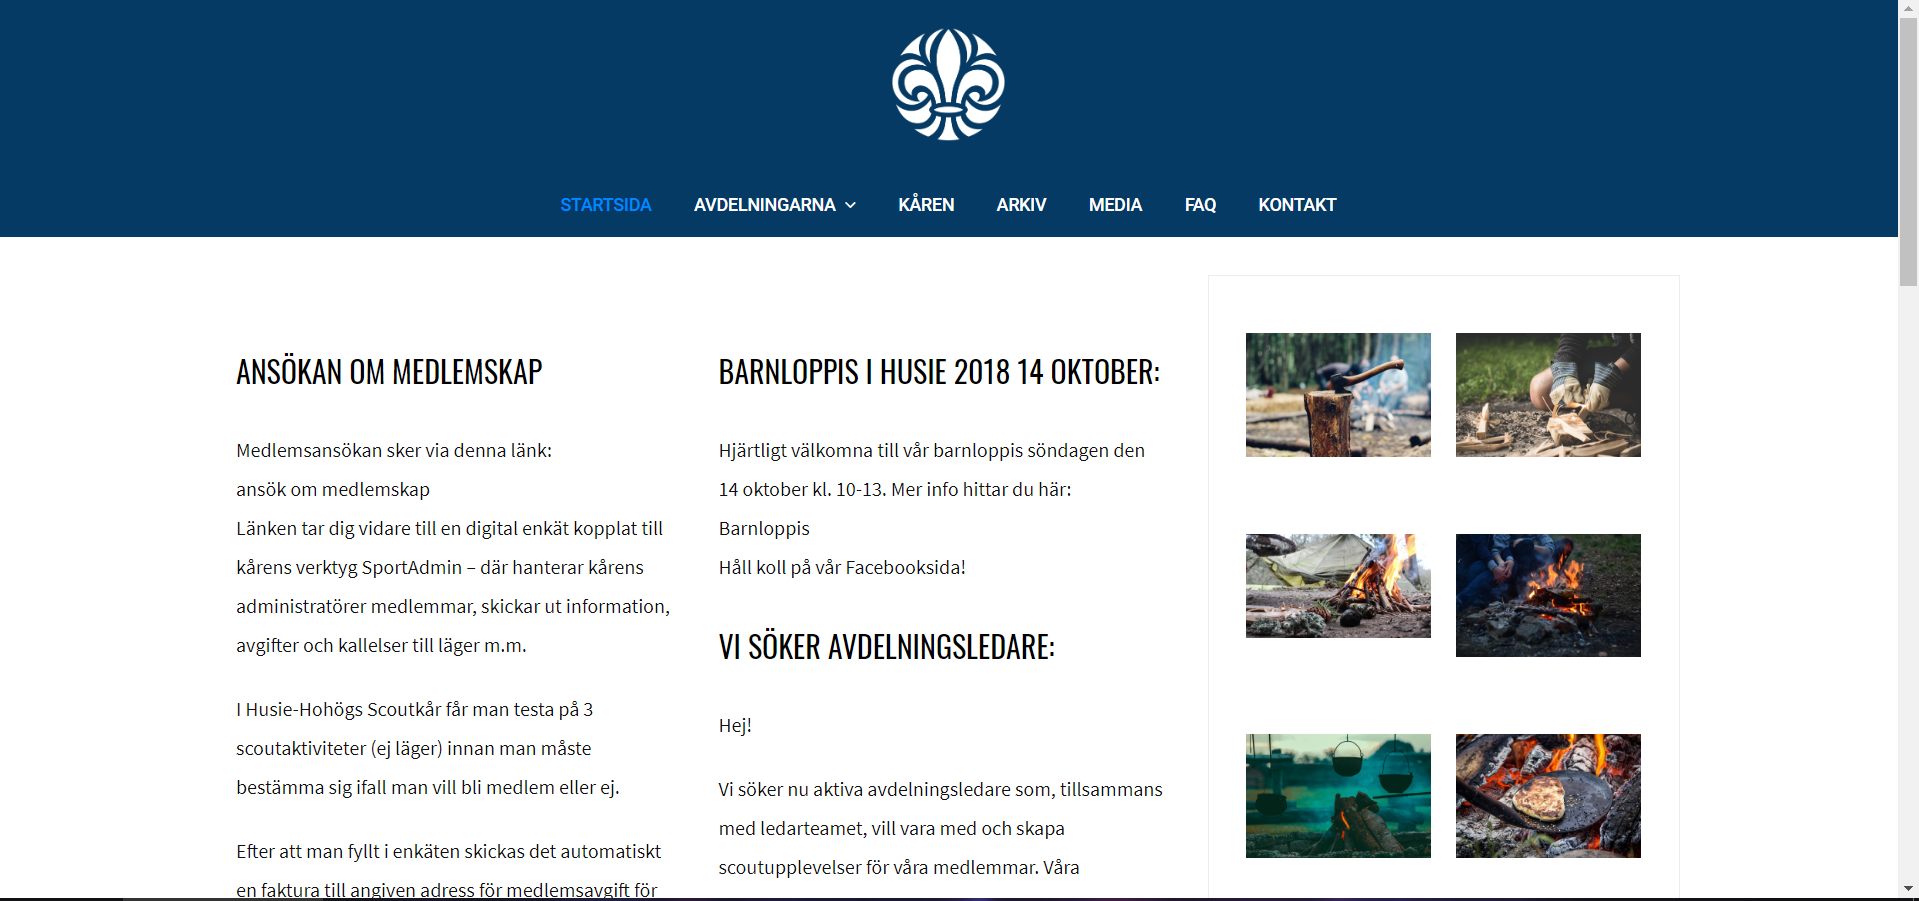 STARTSIDA AVDELNINGARNA KÅREN ARKIV MEDIA FAQ KONTAKT
ANSÖKAN OM MEDLEMSKAP
Medlemsansökan sker via denna länk:
ansök om medlemskap
Länken tar dig vidare till en digital enkät kopplat till
kårens verktyg SportAdmin – där hanterar kårens
administratörer medlemmar, skickar ut information,
avgifter och kallelser till läger m.m.
I Husie-Hohögs Scoutkår får man testa på 3
scoutaktiviteter (ej läger) innan man måste
bestämma sig ifall man vill bli medlem eller ej.
Efter att man fyllt i enkäten skickas det automatiskt
en faktura till angiven adress för medlemsavgift för
BARNLOPPIS I HUSIE 2018 14 OKTOBER:
Hjärtligt välkomna till vår barnloppis söndagen den
14 oktober kl. 10-13. Mer info hittar du här:
Barnloppis
Håll koll på vår Facebooksida!
VI SÖKER AVDELNINGSLEDARE:
Hej!
Vi söker nu aktiva avdelningsledare som, tillsammans
med ledarteamet, vill vara med och skapa
scoutupplevelser för våra medlemmar. Våra